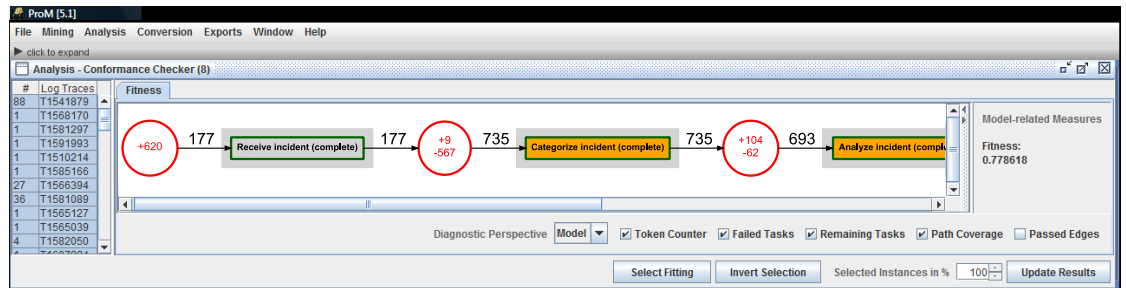 ProM [5.1]
File Mining Analysis Conversion Exports Window Help
click to expand
Analysis - Conformance Checker (8)
# Log Traces
88 T1541879
1 T1568170
1 T1581297
1 T1591993
1 T1510214
1 T1585166
27 T1566394
36 T1581089
1 T1565127
1 T1565039
4 T1582050
Fitness
+620 177 Receive incident (complete) 177 +9 -567 735 Categorize incident (complete) 735 +104 -62 693 Analyze incident (compl
Model-related Measures
Fitness:
0.778618
Diagnostic Perspective Model Token Counter Failed Tasks Remaining Tasks Path Coverage Passed Edges
Select Fitting Invert Selection Selected Instances in % 100 Update Results